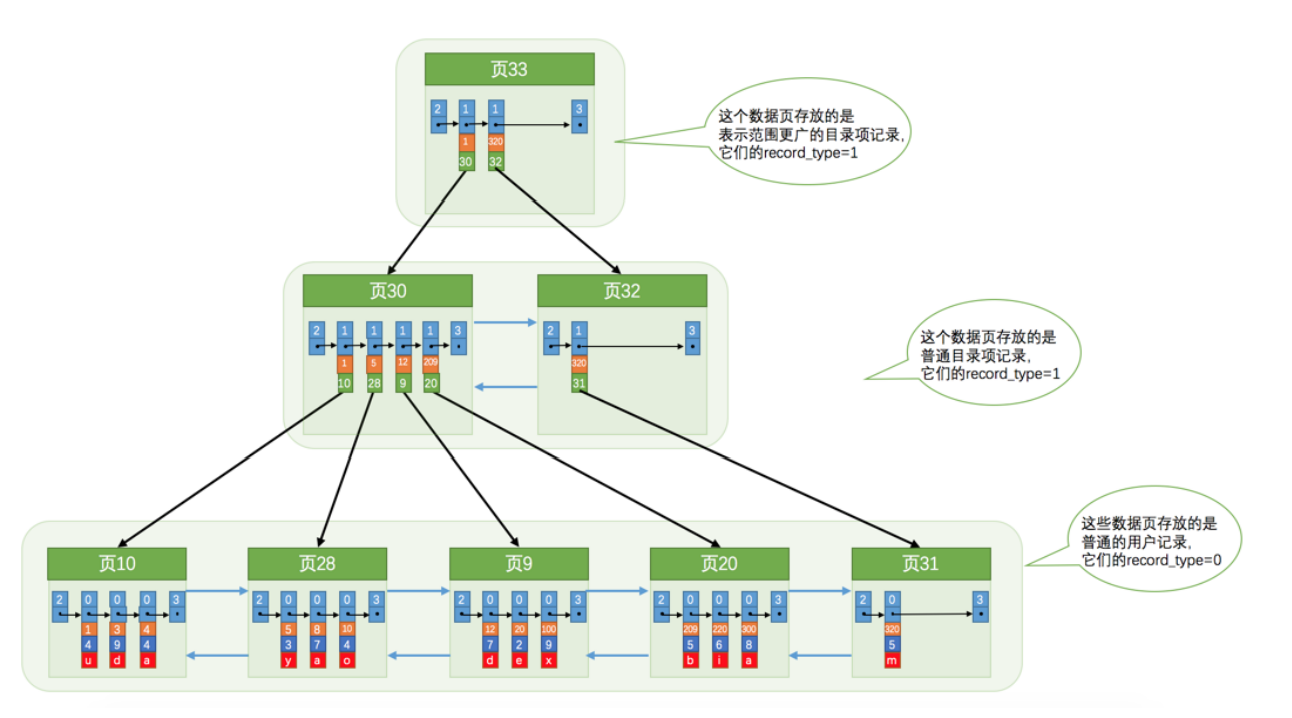 页33
2 1 1 3
1 320
30 32
这个数据页存放的是
表示范围更广的目录项记录,
它们的record_type=1
页30 页32
2 1 1 1 1 3 2 1 3
1 5 12 209 320
10 28 9 20 31
这个数据页存放的是
普通目录项记录,
它们的record_type=1
这些数据页存放的是
普通的用户记录,
它们的record_type=0
页10 页28 页9 页20 页31
2 0 0 0 3 2 0 0 0 3 2 0 0 0 3 2 0 0 0 3 2 0 3
1 3 4 5 8 10 12 20 100 209 220 300 320
4 9 4 3 7 4 7 2 9 5 6 8 5
u d a y a o d e x b i a m